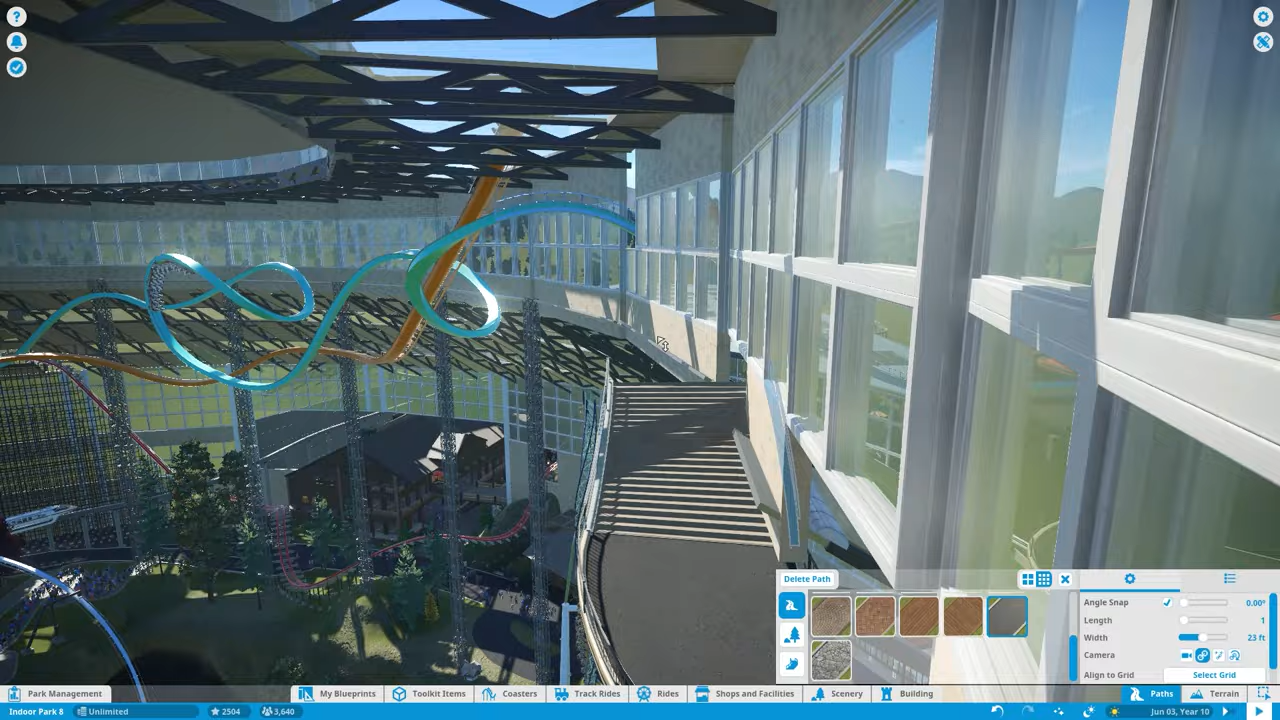 ?
Delete Path
Angle Snap 0.00°
Length 1
Width 23 ft
Camera
Align to Grid Select Grid
Park Management My Blueprints Toolkit Items Coasters Track Rides Rides Shops and Facilities Scenery Building Paths Terrain
Indoor Park 8 Unlimited 2504 3,640 Jun 03, Year 10